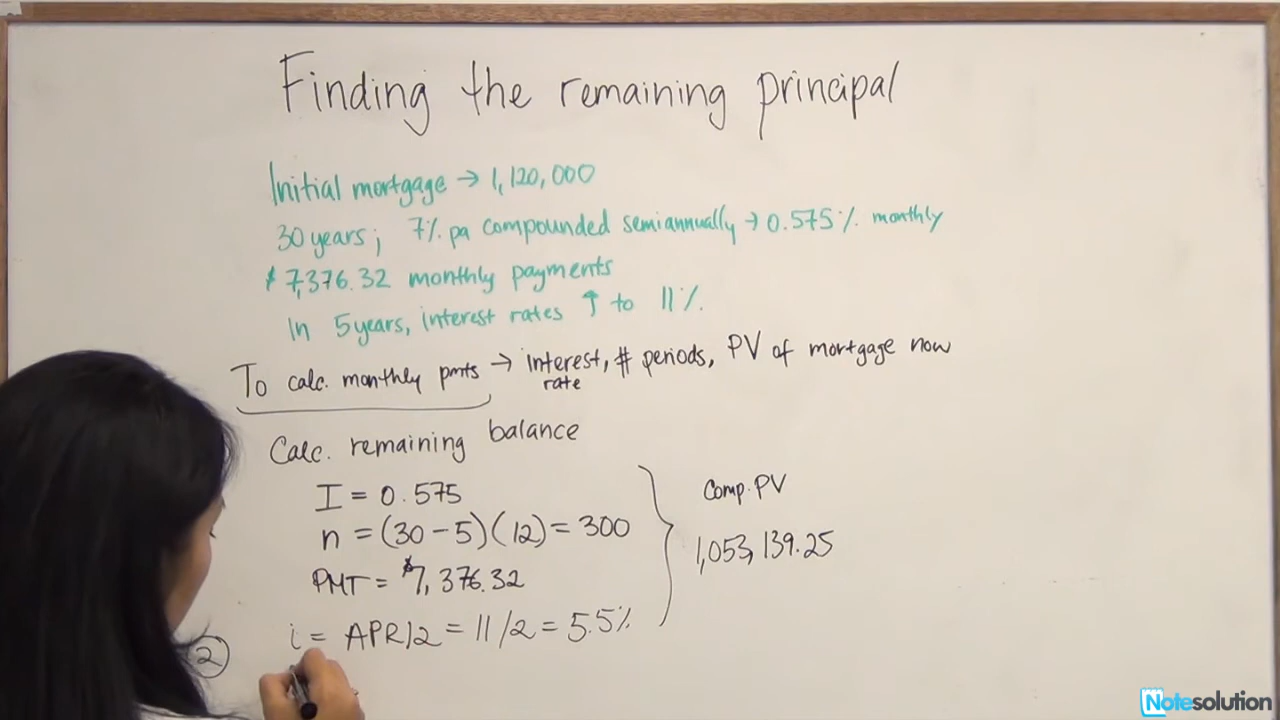 Finding the remaining principal
Initial mortgage → 1,120,000
30 years; 7% pa compounded semiannually → 0.575% monthly
$7,376.32 monthly payments
In 5 years, interest rates ↑ to 11%.
To calc. monthly pmts → interest, # periods, PV of mortgage now
rate
Calc. remaining balance
I = 0.575
Comp. PV
n = (30 - 5)(12) = 300
1,053,139.25
PMT = $7,376.32
i = APR/2 = 11/2 = 5.5%
2
Notesolution